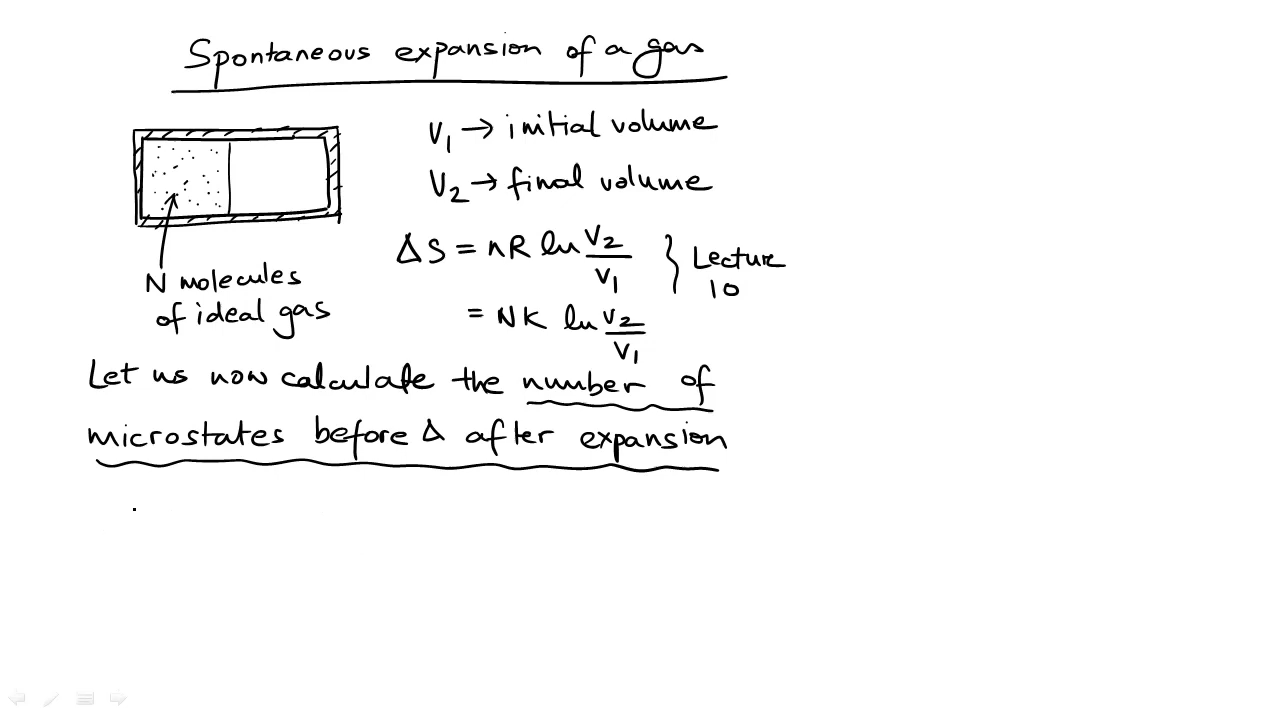 Spontaneous expansion of a gas
V1 → initial volume
V2 → final volume
ΔS = nR ln V2/V1 } Lecture 10
= NK ln V2/V1
N molecules
of ideal gas
Let us now calculate the number of
microstates before Δ after expansion